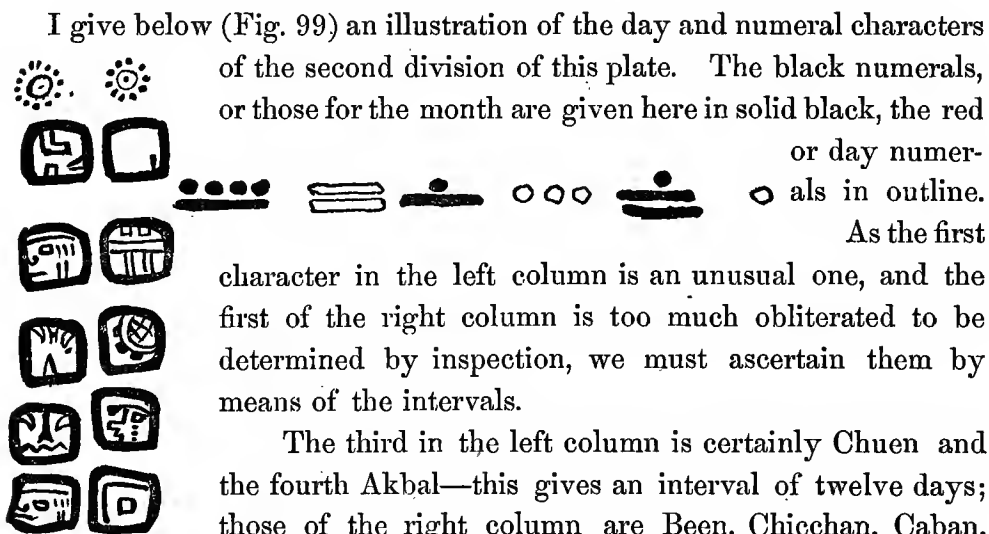 I give below (Fig. 99) an illustration of the day and numeral characters
of the second division of this plate. The black numerals,
or those for the month are given here in solid black, the red
or day numer-
als in outline.
As the first
character in the left column is an unusual one, and the
first of the right column is too much obliterated to be
determined by inspection, we must ascertain them by
means of the intervals.
The third in the left column is certainly Chuen and
the fourth Akbal—this gives an interval of twelve days;
those of the right column are Been, Chicchan, Caban,